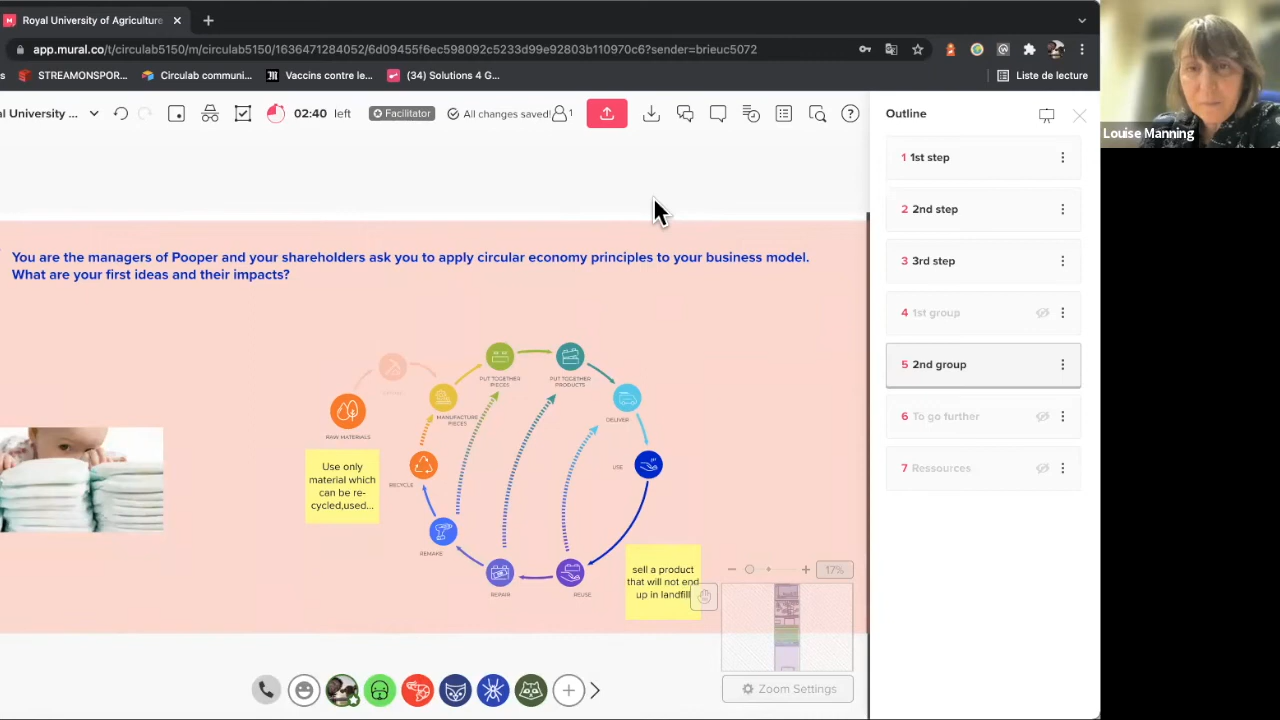 Royal University of Agriculture
app.mural.co/t/circulab5150/m/circulab5150/1636471284052/6d09455f6ec598092c5233d99e92803b110970c6?sender=brieuc5072
s
STREAMONSPOR...
Circulab communi...
Vaccins contre le...
(34) Solutions 4 G...
Liste de lecture
al University ...
02:40 left
Facilitator
All changes saved!
1
Outline
1 1st step
2 2nd step
3 3rd step
4 1st group
5 2nd group
6 To go further
7 Ressources
Louise Manning
You are the managers of Pooper and your shareholders ask you to apply circular economy principles to your business model.
What are your first ideas and their impacts?
PUT TOGETHER
PIECES
PUT TOGETHER
PRODUCTS
MANUFACTURE
PIECES
DELIVER
RAW MATERIALS
USE
RECYCLE
REMAKE
REPAIR
REUSE
Use only
material which
can be re-
cycled,used...
sell a product
that will not end
up in landfill
17%
Zoom Settings